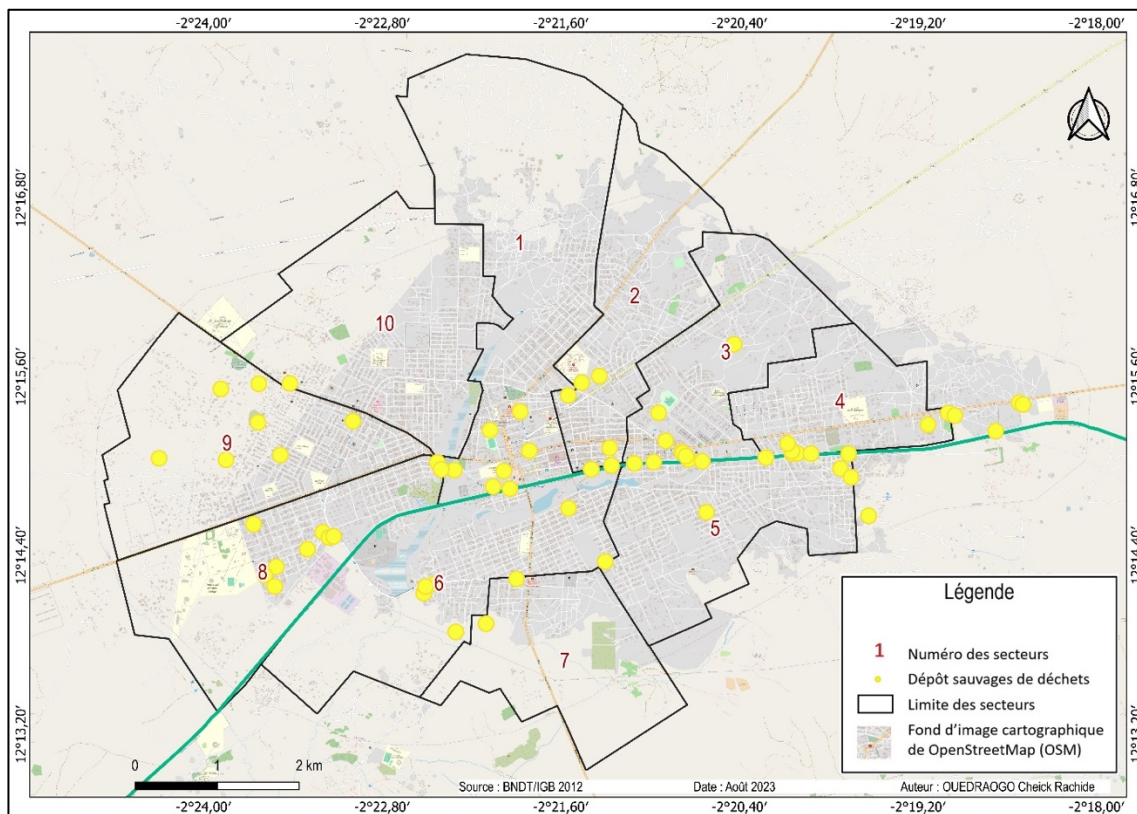 -2°24,00' -2°22,80' -2°21,60' -2°20,40' -2°19,20' -2°18,00'
12°16,80' 12°16,80'
1
2
10
3
12°15,60' 12°15,60'
4
9
5
12°14,40' 12°14,40'
8
6
7
Légende
1 Numéro des secteurs
Dépôt sauvages de déchets
Limite des secteurs
Fond d'image cartographique
de OpenStreetMap (OSM)
12°13,20' 12°13,20'
0 1 2 km
Source : BNDT/IGB 2012 Date : Août 2023 Auteur : OUEDRAOGO Cheick Rachide
-2°24,00' -2°22,80' -2°21,60' -2°20,40' -2°19,20' -2°18,00'